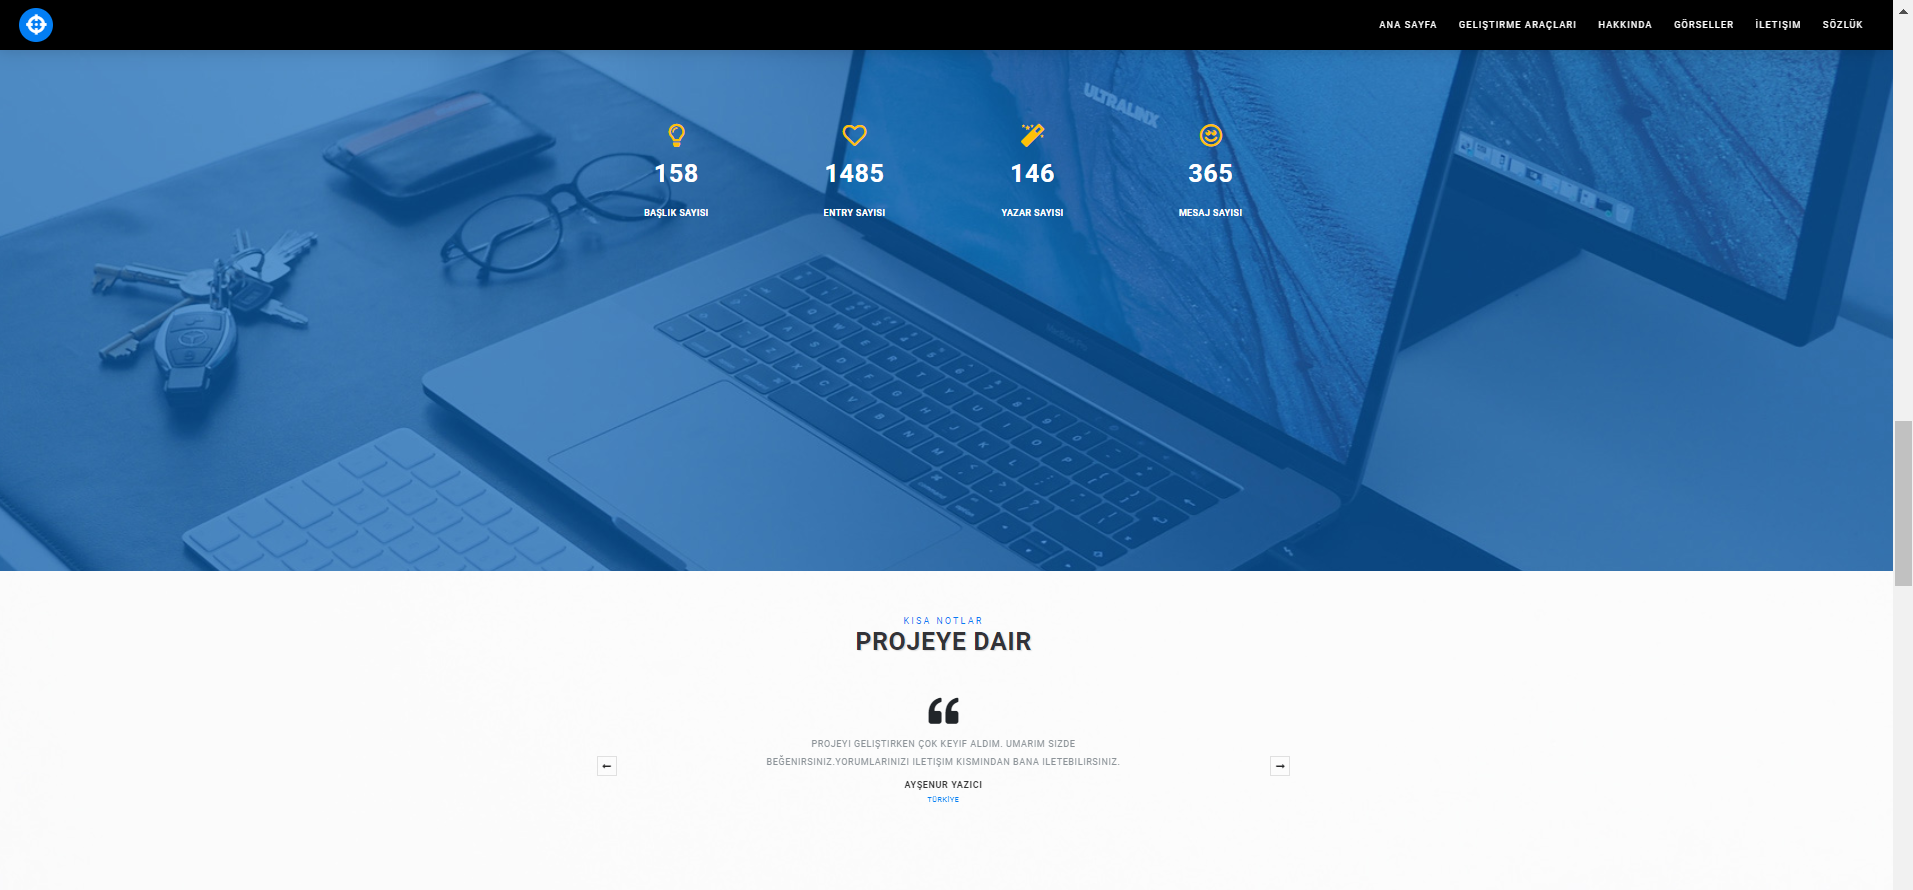 ANA SAYFA GELIŞTIRME ARAÇLARI HAKKINDA GÖRSELLER İLETIŞIM SÖZLÜK
ULTRALINX
158 1485 146 365
BAŞLIK SAYISI ENTRY SAYISI YAZAR SAYISI MESAJ SAYISI
KISA NOTLAR
PROJEYE DAIR
PROJEYI GELIŞTIRKEN ÇOK KEYIF ALDIM. UMARIM SIZDE
BEĞENIRSINIZ.YORUMLARINIZI ILETIŞIM KISMINDAN BANA ILETEBILIRSINIZ.
AYŞENUR YAZICI
TÜRKİYE